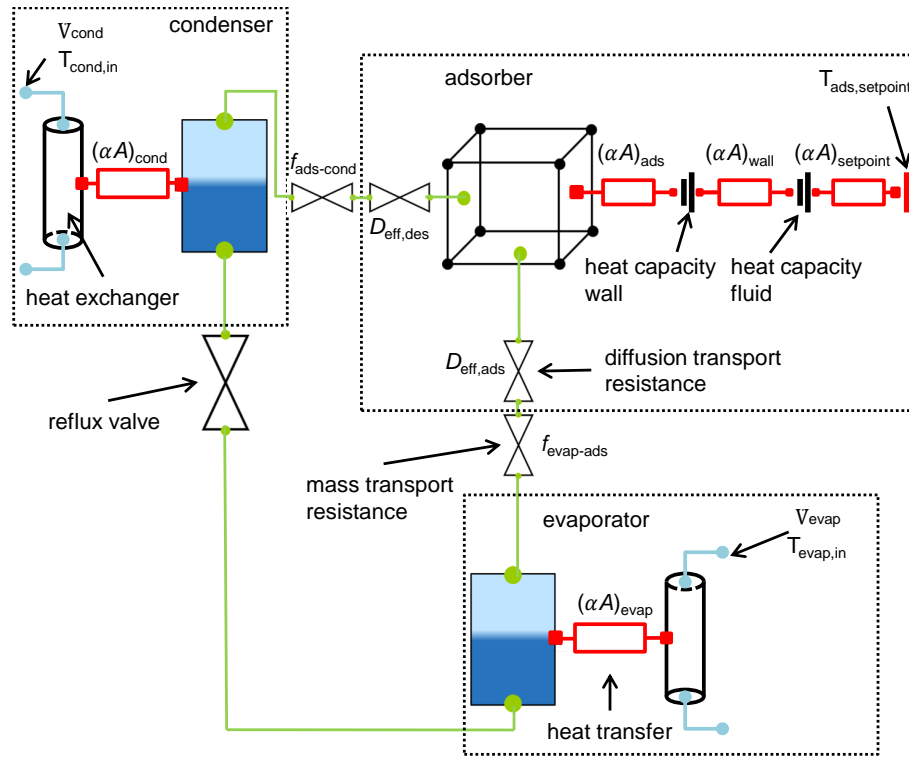 condenser
Vcond
Tcond,in
(αA)cond
heat exchanger
fads-cond
Deff,des
adsorber
Tads,setpoint
(αA)ads
(αA)wall
(αA)setpoint
heat capacity
wall
heat capacity
fluid
Deff,ads
diffusion transport
resistance
reflux valve
fevap-ads
mass transport
resistance
evaporator
Vevap
Tevap,in
(αA)evap
heat transfer